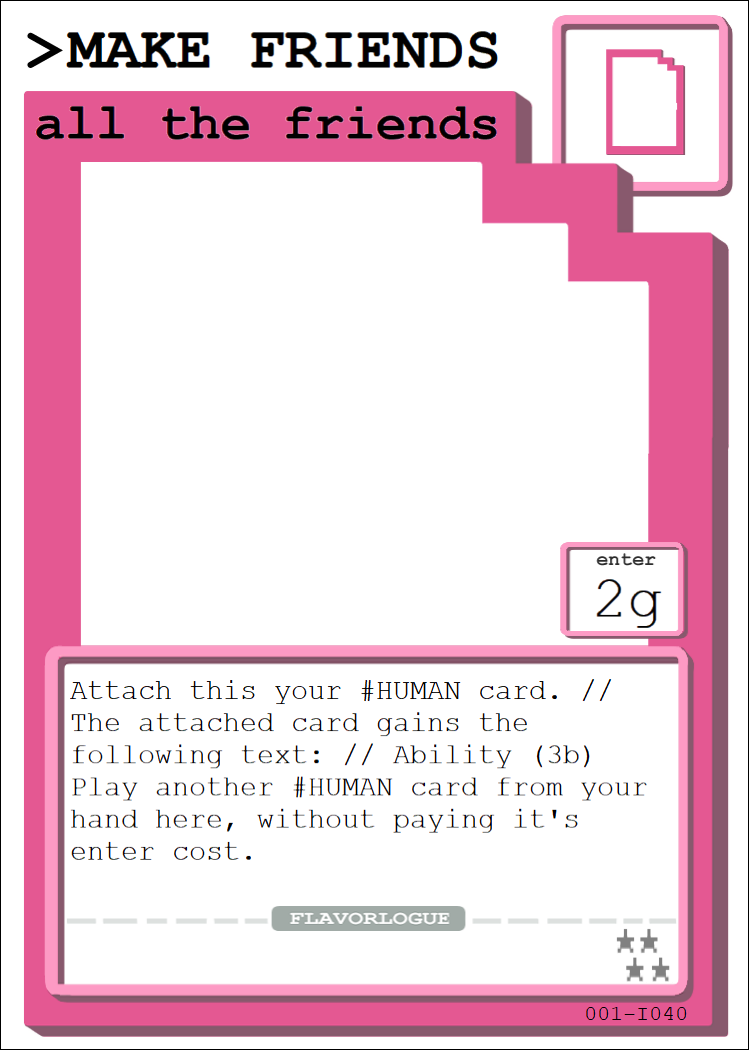 >MAKE FRIENDS
all the friends
enter
2g
Attach this your #HUMAN card. //
The attached card gains the
following text: // Ability (3b)
Play another #HUMAN card from your
hand here, without paying it's
enter cost.
FLAVORLOGUE
001-I040